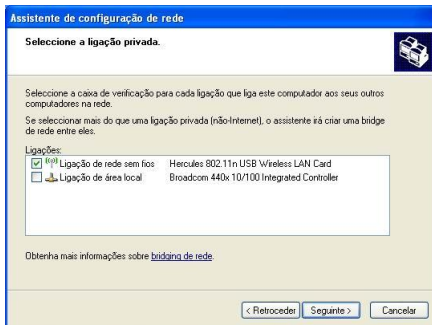 Assistente de configuração de rede
Seleccione a ligação privada.
Seleccione a caixa de verificação para cada ligação que liga este computador aos seus outros
computadores na rede.
Se seleccionar mais do que uma ligação privada (não-Internet), o assistente irá criar uma bridge
de rede entre eles.
Ligações:
Ligação de rede sem fios Hercules 802.11n USB Wireless LAN Card
Ligação de área local Broadcom 440x 10/100 Integrated Controller
Obtenha mais informações sobre bridging de rede.
< Retroceder Seguinte > Cancelar